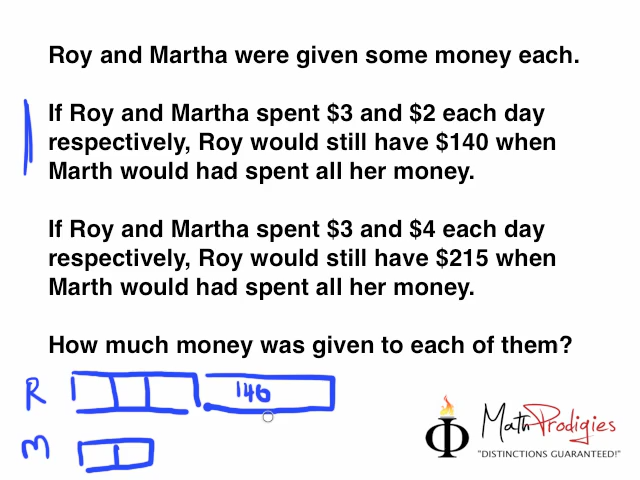 Roy and Martha were given some money each.
If Roy and Martha spent $3 and $2 each day
respectively, Roy would still have $140 when
Marth would had spent all her money.
If Roy and Martha spent $3 and $4 each day
respectively, Roy would still have $215 when
Marth would had spent all her money.
How much money was given to each of them?
R
140
M
Math Prodigies
"DISTINCTIONS GUARANTEED!"